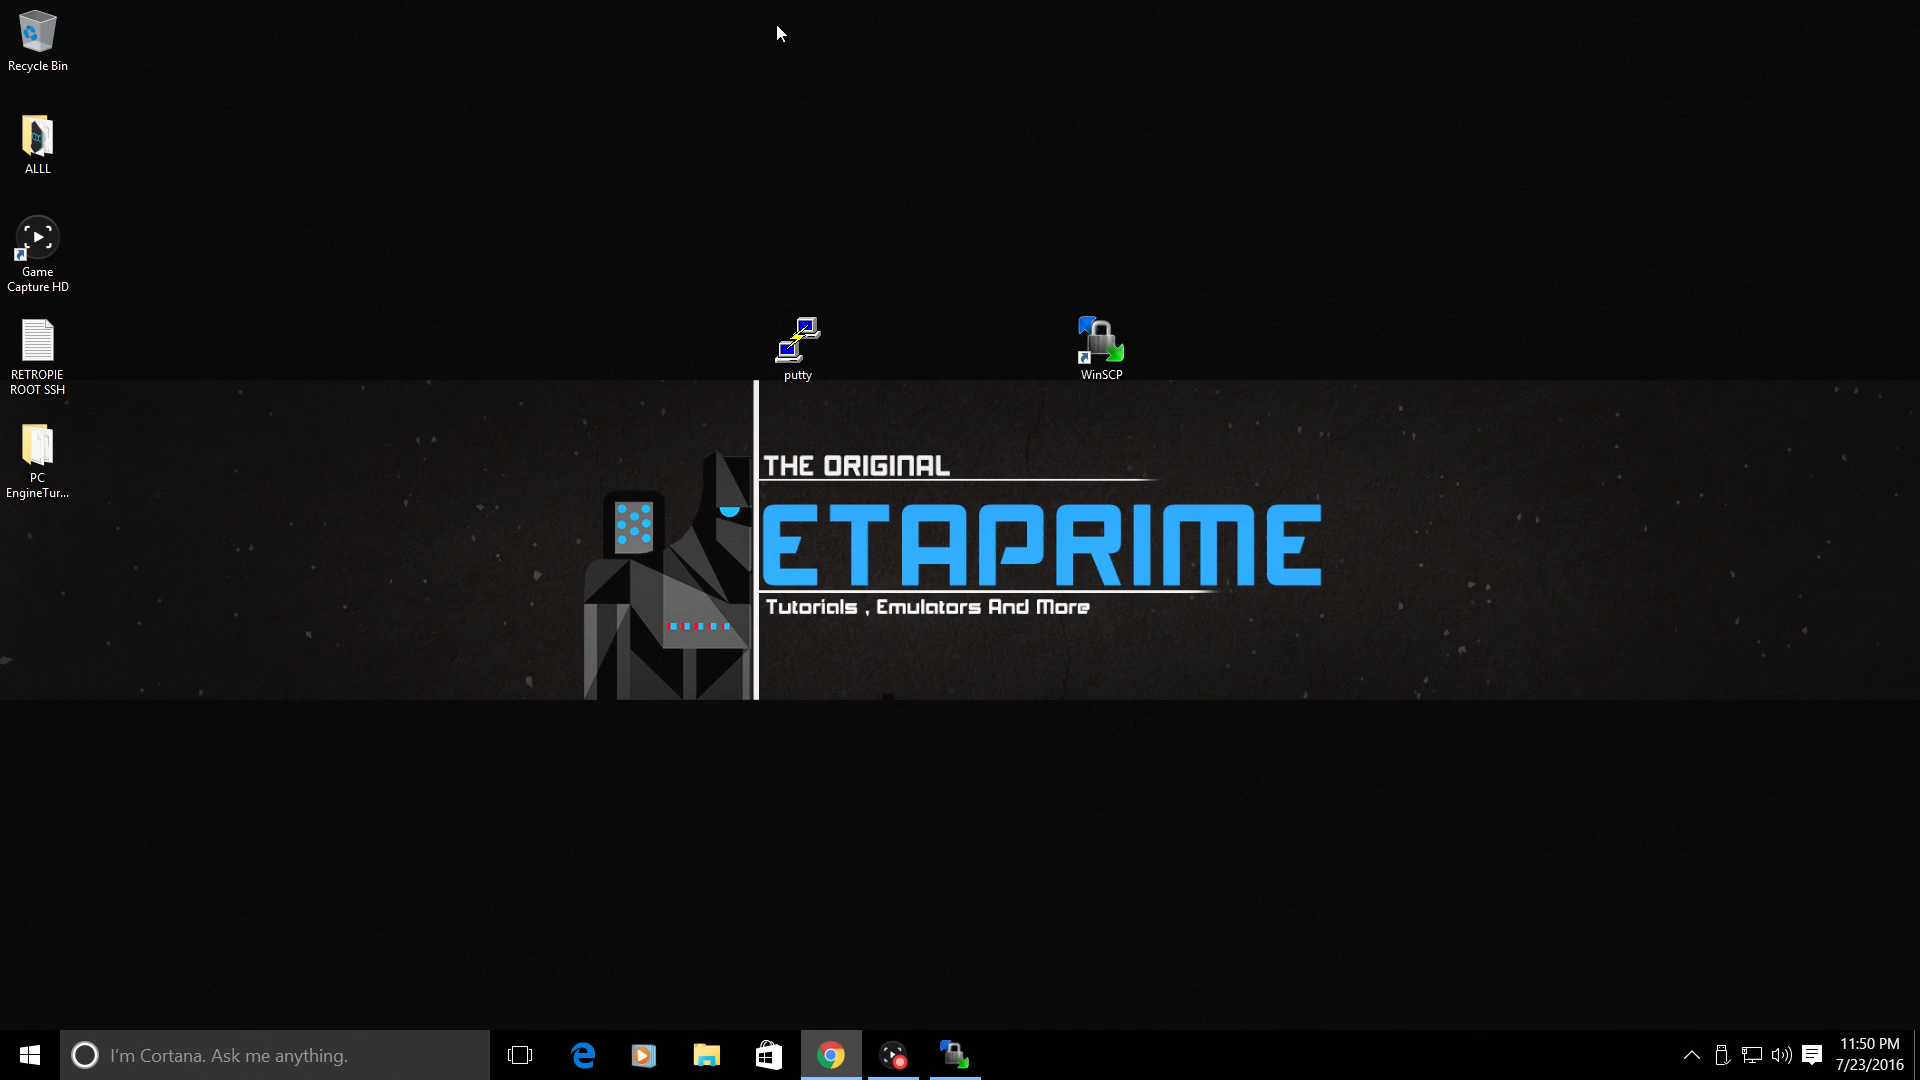 Recycle Bin
ALLL
Game
Capture HD
RETROPIE
ROOT SSH
PC
EngineTur...
putty
WinSCP
THE ORIGINAL
ETAPRIME
Tutorials , Emulators And More
I'm Cortana. Ask me anything.
11:50 PM
7/23/2016